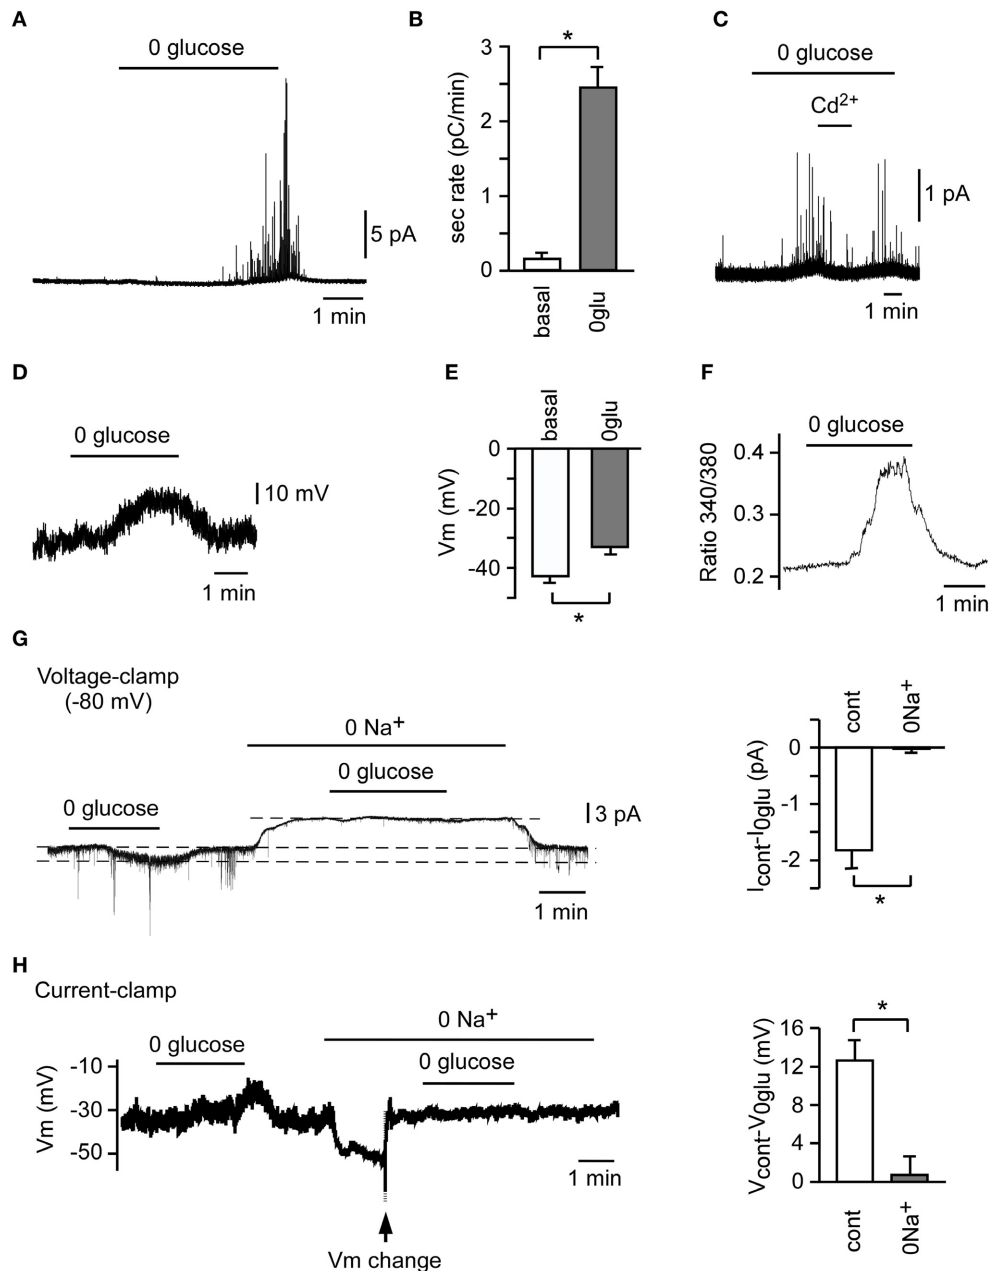 A
0 glucose
5 pA
1 min
B
sec rate (pC/min)
3
2
1
0
basal
0glu
*
C
0 glucose
Cd2+
1 pA
1 min
D
0 glucose
10 mV
1 min
E
basal
0glu
Vm (mV)
0
-20
-40
*
F
0 glucose
Ratio 340/380
0.4
0.3
0.2
1 min
G
Voltage-clamp
(-80 mV)
0 Na+
0 glucose
0 glucose
3 pA
1 min
cont
0Na+
Icont-I0glu (pA)
0
-1
-2
*
H
Current-clamp
0 Na+
0 glucose
0 glucose
Vm (mV)
-10
-30
-50
1 min
Vm change
Vcont-V0glu (mV)
16
12
8
4
0
*
cont
0Na+